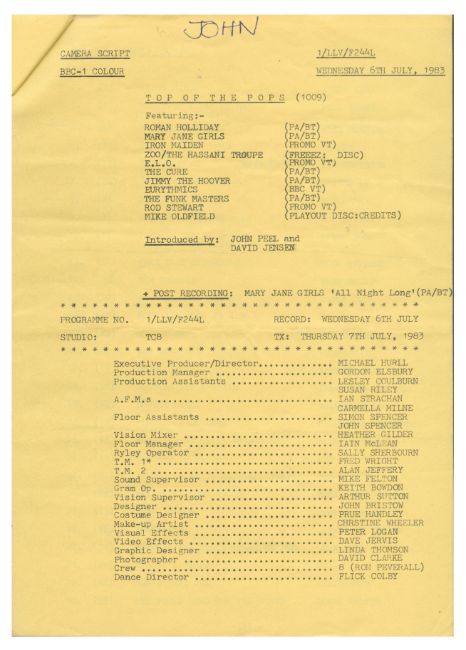 JOHN
CAMERA SCRIPT 1/LLV/F244L
BBC-1 COLOUR WEDNESDAY 6TH JULY, 1983
TOP OF THE POPS (1009)
Featuring:-
ROMAN HOLLIDAY (PA/BT)
MARY JANE GIRLS (PA/BT)
IRON MAIDEN (PROMO VT)
ZOO/THE HASSANI TROUPE (FREEEZ: DISC)
E.L.O. (PROMO VT)
THE CURE (PA/BT)
JIMMY THE HOOVER (PA/BT)
EURYTHMICS (BBC VT)
THE FUNK MASTERS (PA/BT)
ROD STEWART (PROMO VT)
MIKE OLDFIELD (PLAYOUT DISC:CREDITS)
Introduced by: JOHN PEEL and
DAVID JENSEN
+ POST RECORDING: MARY JANE GIRLS 'All Night Long'(PA/BT)
* * * * * * * * * * * * * * * * * * * * * * * * * * * * * * * *
PROGRAMME NO. 1/LLV/F244L RECORD: WEDNESDAY 6TH JULY
STUDIO: TC8 TX: THURSDAY 7TH JULY, 1983
* * * * * * * * * * * * * * * * * * * * * * * * * * * * * * * *
Executive Producer/Director............. MICHAEL HURLL
Production Manager ..................... GORDON ELSBURY
Production Assistants .................. LESLEY COULBURN
SUSAN RILEY
A.F.M.s ................................ IAN STRACHAN
CARMELLA MILNE
Floor Assistants ....................... SIMON SPENCER
JOHN SPENCER
Vision Mixer ........................... HEATHER GILDER
Floor Manager .......................... IAIN McLEAN
Ryley Operator ......................... SALLY SHERBOURN
T.M. 1* ................................ FRED WRIGHT
T.M. 2 ................................. ALAN JEFFERY
Sound Supervisor ....................... MIKE FELTON
Gram Op. ............................... KEITH BOWDON
Vision Supervisor ...................... ARTHUR SUTTON
Designer ............................... JOHN BRISTOW
Costume Designer ....................... PRUE HANDLEY
Make-up Artist ......................... CHRSTINE WHEELER
Visual Effects ......................... PETER LOGAN
Video Effects .......................... DAVE JERVIS
Graphic Designer ....................... LINDA THOMSON
Photographer ........................... DAVID CLARKE
Crew ................................... 8 (RON PEVERALL)
Dance Director ......................... FLICK COLBY